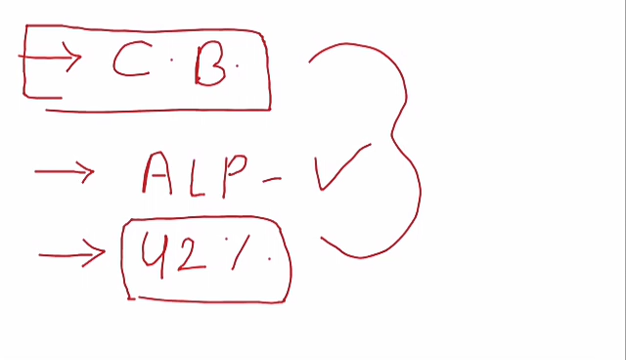 → C.B.
→ ALP - ✓
→ 42%.